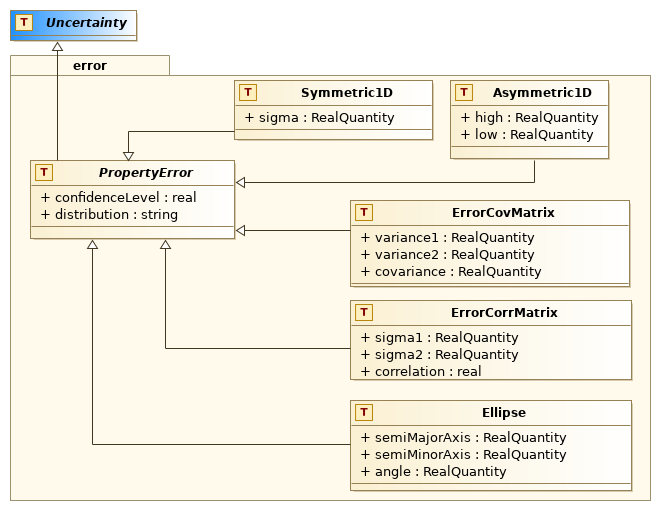 T Uncertainty
error
T Symmetric1D
+ sigma : RealQuantity
T Asymmetric1D
+ high : RealQuantity
+ low : RealQuantity
T PropertyError
+ confidenceLevel : real
+ distribution : string
T ErrorCovMatrix
+ variance1 : RealQuantity
+ variance2 : RealQuantity
+ covariance : RealQuantity
T ErrorCorrMatrix
+ sigma1 : RealQuantity
+ sigma2 : RealQuantity
+ correlation : real
T Ellipse
+ semiMajorAxis : RealQuantity
+ semiMinorAxis : RealQuantity
+ angle : RealQuantity